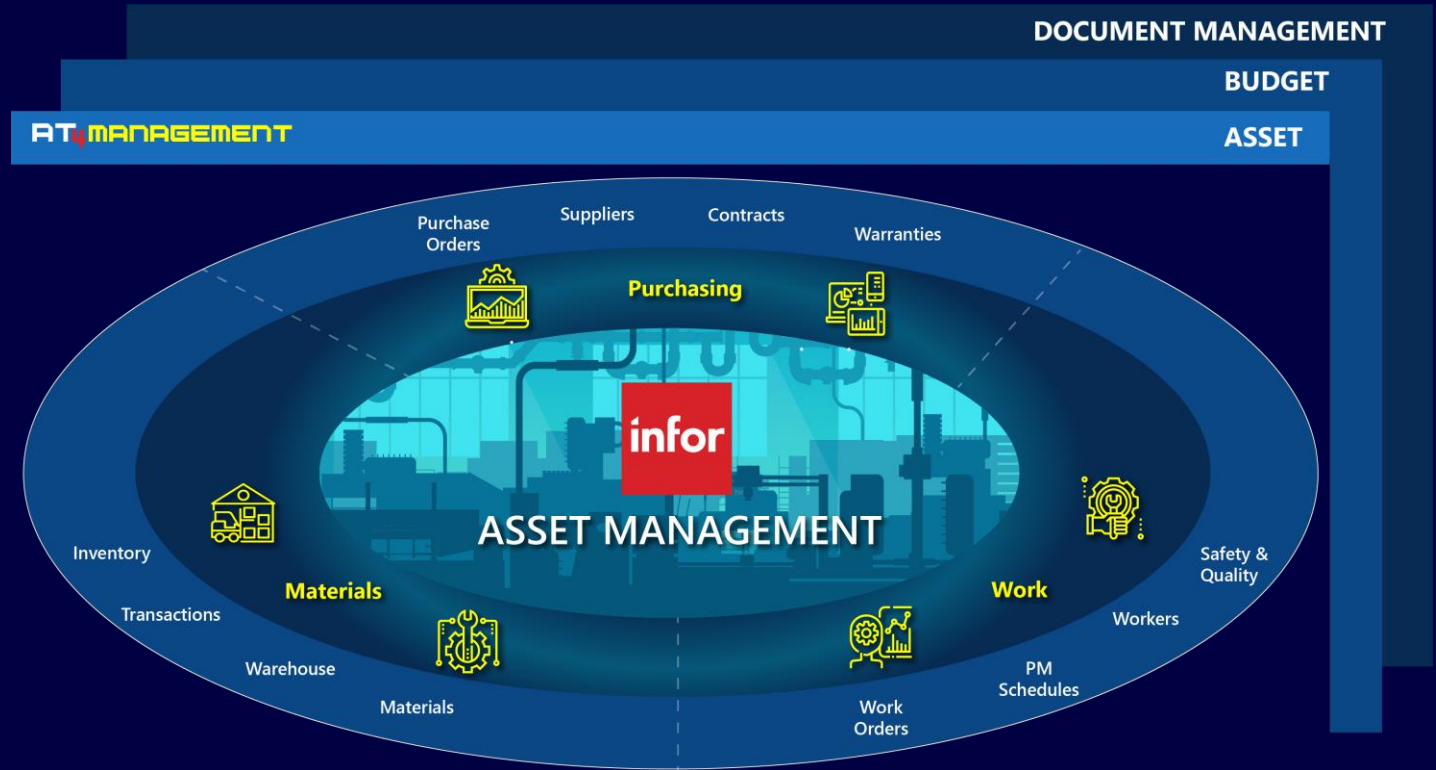 DOCUMENT MANAGEMENT
BUDGET
AT4MANAGEMENT
ASSET
Purchase
Orders
Suppliers
Contracts
Warranties
Purchasing
infor
ASSET MANAGEMENT
Inventory
Transactions
Warehouse
Materials
Materials
Work
Safety &
Quality
Workers
PM
Schedules
Work
Orders